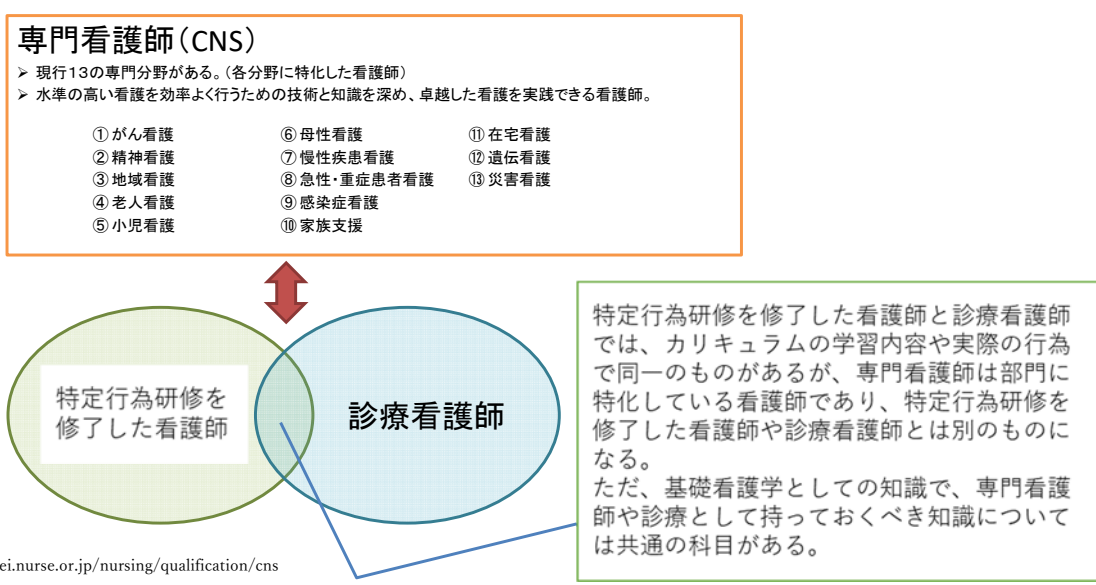 専門看護師（CNS）
➢ 現行１３の専門分野がある。（各分野に特化した看護師）
➢ 水準の高い看護を効率よく行うための技術と知識を深め、卓越した看護を実践できる看護師。
① がん看護
② 精神看護
③ 地域看護
④ 老人看護
⑤ 小児看護
⑥ 母性看護
⑦ 慢性疾患看護
⑧ 急性・重症患者看護
⑨ 感染症看護
⑩ 家族支援
⑪ 在宅看護
⑫ 遺伝看護
⑬ 災害看護
特定行為研修を
修了した看護師
診療看護師
特定行為研修を修了した看護師と診療看護師
では、カリキュラムの学習内容や実際の行為
で同一のものがあるが、専門看護師は部門に
特化している看護師であり、特定行為研修を
修了した看護師や診療看護師とは別のものに
なる。
ただ、基礎看護学としての知識で、専門看護
師や診療として持っておくべき知識について
は共通の科目がある。
ei.nurse.or.jp/nursing/qualification/cns